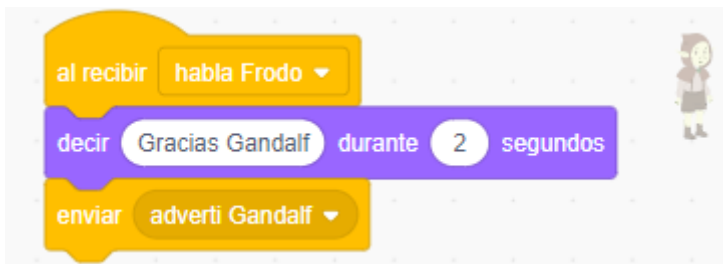 al recibir habla Frodo
decir Gracias Gandalf durante 2 segundos
enviar adverti Gandalf